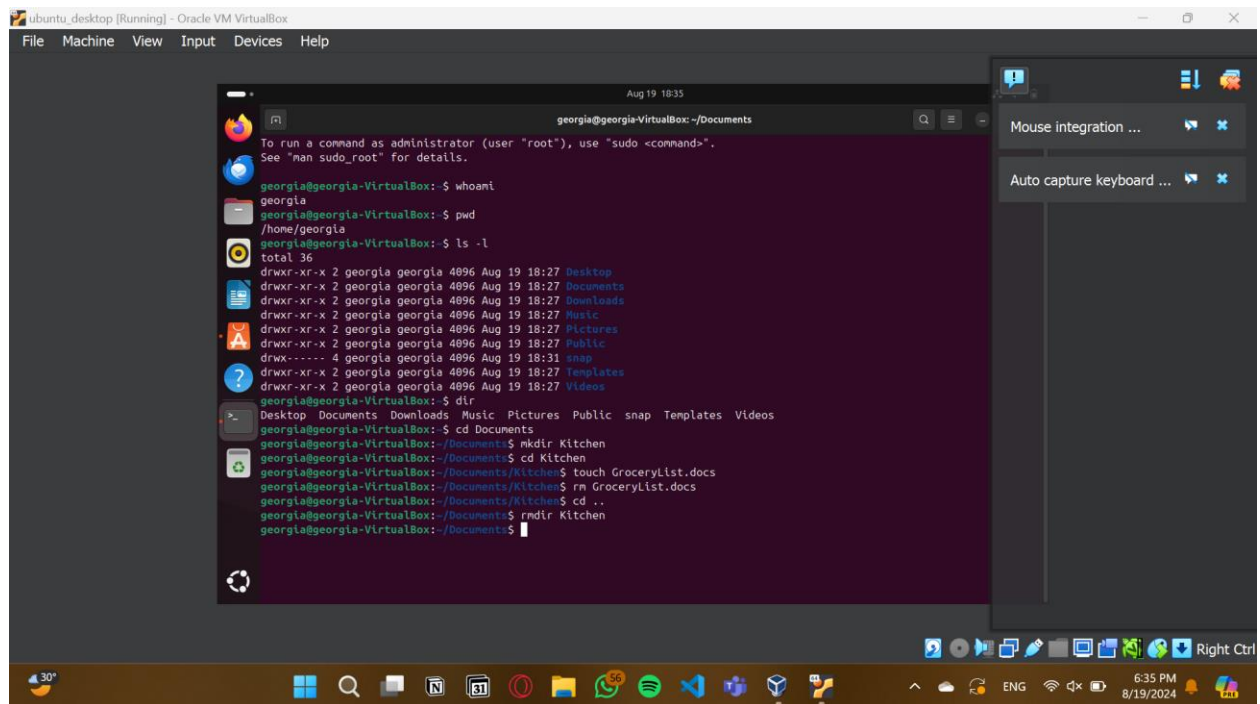 ubuntu_desktop [Running] - Oracle VM VirtualBox
File Machine View Input Devices Help
Aug 19 18:35
georgia@georgia-VirtualBox: ~/Documents
To run a command as administrator (user "root"), use "sudo <command>".
See "man sudo_root" for details.
georgia@georgia-VirtualBox:~$ whoami
georgia
georgia@georgia-VirtualBox:~$ pwd
/home/georgia
georgia@georgia-VirtualBox:~$ ls -l
total 36
drwxr-xr-x 2 georgia georgia 4096 Aug 19 18:27 Desktop
drwxr-xr-x 2 georgia georgia 4096 Aug 19 18:27 Documents
drwxr-xr-x 2 georgia georgia 4096 Aug 19 18:27 Downloads
drwxr-xr-x 2 georgia georgia 4096 Aug 19 18:27 Music
drwxr-xr-x 2 georgia georgia 4096 Aug 19 18:27 Pictures
drwxr-xr-x 2 georgia georgia 4096 Aug 19 18:27 Public
drwx------ 4 georgia georgia 4096 Aug 19 18:31 snap
drwxr-xr-x 2 georgia georgia 4096 Aug 19 18:27 Templates
drwxr-xr-x 2 georgia georgia 4096 Aug 19 18:27 Videos
georgia@georgia-VirtualBox:~$ dir
Desktop Documents Downloads Music Pictures Public snap Templates Videos
georgia@georgia-VirtualBox:~$ cd Documents
georgia@georgia-VirtualBox:~/Documents$ mkdir Kitchen
georgia@georgia-VirtualBox:~/Documents$ cd Kitchen
georgia@georgia-VirtualBox:~/Documents/Kitchen$ touch GroceryList.docs
georgia@georgia-VirtualBox:~/Documents/Kitchen$ rm GroceryList.docs
georgia@georgia-VirtualBox:~/Documents/Kitchen$ cd ..
georgia@georgia-VirtualBox:~/Documents$ rmdir Kitchen
georgia@georgia-VirtualBox:~/Documents$
Mouse integration ...
Auto capture keyboard ...
Right Ctrl
30°
31
56
ENG
6:35 PM
8/19/2024
PRE